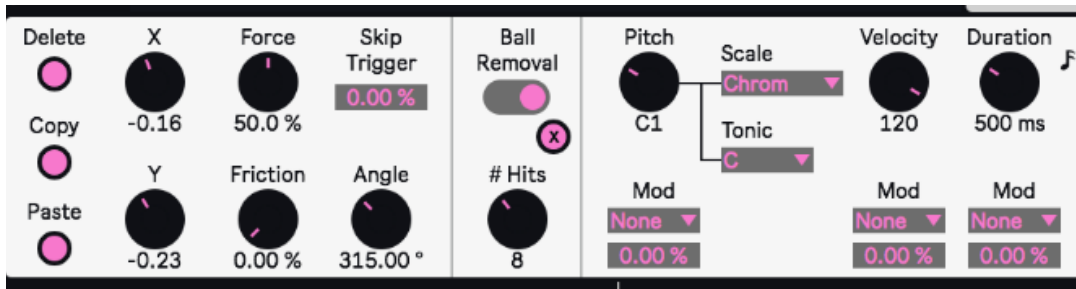 Delete
X
Force
Skip
Trigger
Ball
Removal
Pitch
Scale
Velocity
Duration
0.00 %
Chrom
Copy
-0.16
50.0 %
X
C1
Tonic
120
500 ms
C
Y
Friction
Angle
# Hits
Mod
Mod
Mod
Paste
None
None
None
-0.23
0.00 %
315.00 °
8
0.00 %
0.00 %
0.00 %